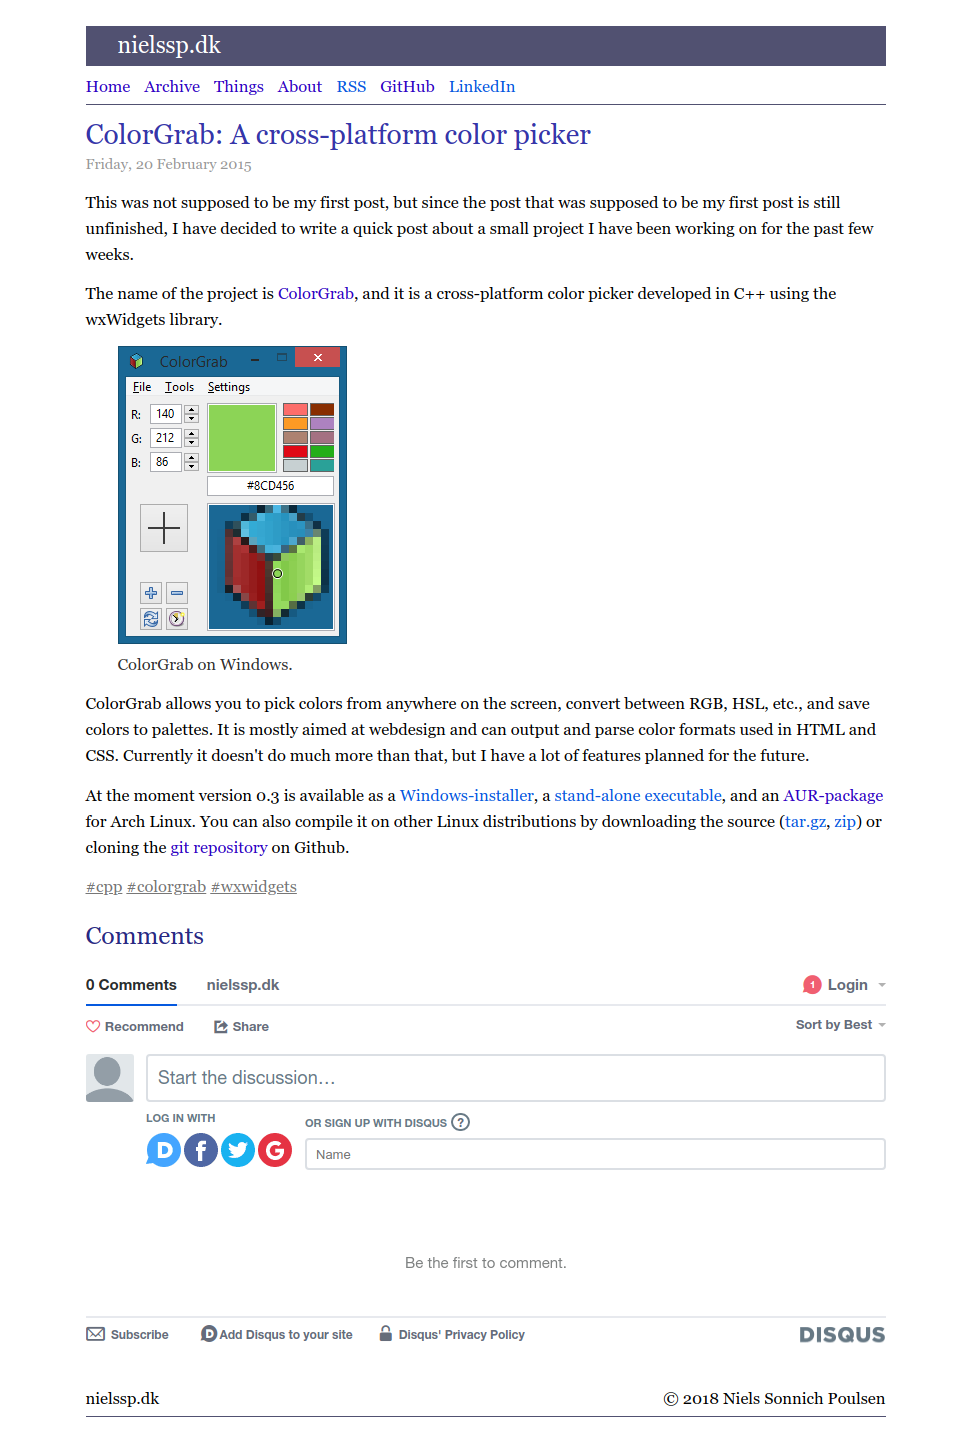 nielssp.dk
Home Archive Things About RSS GitHub LinkedIn
ColorGrab: A cross-platform color picker
Friday, 20 February 2015
This was not supposed to be my first post, but since the post that was supposed to be my first post is still
unfinished, I have decided to write a quick post about a small project I have been working on for the past few
weeks.
The name of the project is ColorGrab, and it is a cross-platform color picker developed in C++ using the
wxWidgets library.
ColorGrab
File Tools Settings
R: 140
G: 212
B: 86
#8CD456
ColorGrab on Windows.
ColorGrab allows you to pick colors from anywhere on the screen, convert between RGB, HSL, etc., and save
colors to palettes. It is mostly aimed at webdesign and can output and parse color formats used in HTML and
CSS. Currently it doesn't do much more than that, but I have a lot of features planned for the future.
At the moment version 0.3 is available as a Windows-installer, a stand-alone executable, and an AUR-package
for Arch Linux. You can also compile it on other Linux distributions by downloading the source (tar.gz, zip) or
cloning the git repository on Github.
#cpp #colorgrab #wxwidgets
Comments
0 Comments nielssp.dk 1 Login
Recommend Share Sort by Best
Start the discussion…
LOG IN WITH
OR SIGN UP WITH DISQUS ?
Name
Be the first to comment.
Subscribe Add Disqus to your site Disqus' Privacy Policy DISQUS
nielssp.dk © 2018 Niels Sonnich Poulsen